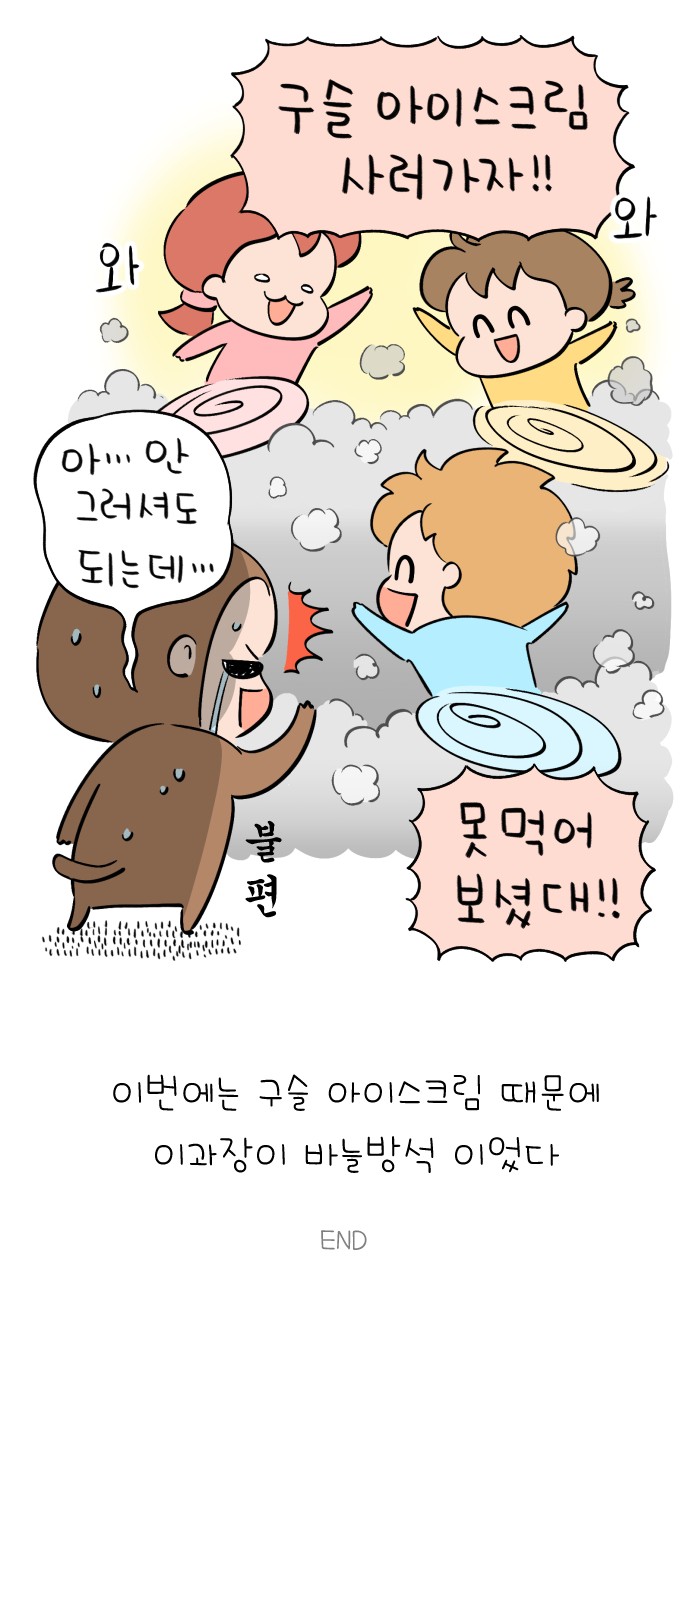 구슬 아이스크림
사러가자!!
와
와
아... 안
그러셔도
되는데...
불편
못먹어
보셨대!!
이번에는 구슬 아이스크림 때문에
이과장이 바늘방석 이었다
END